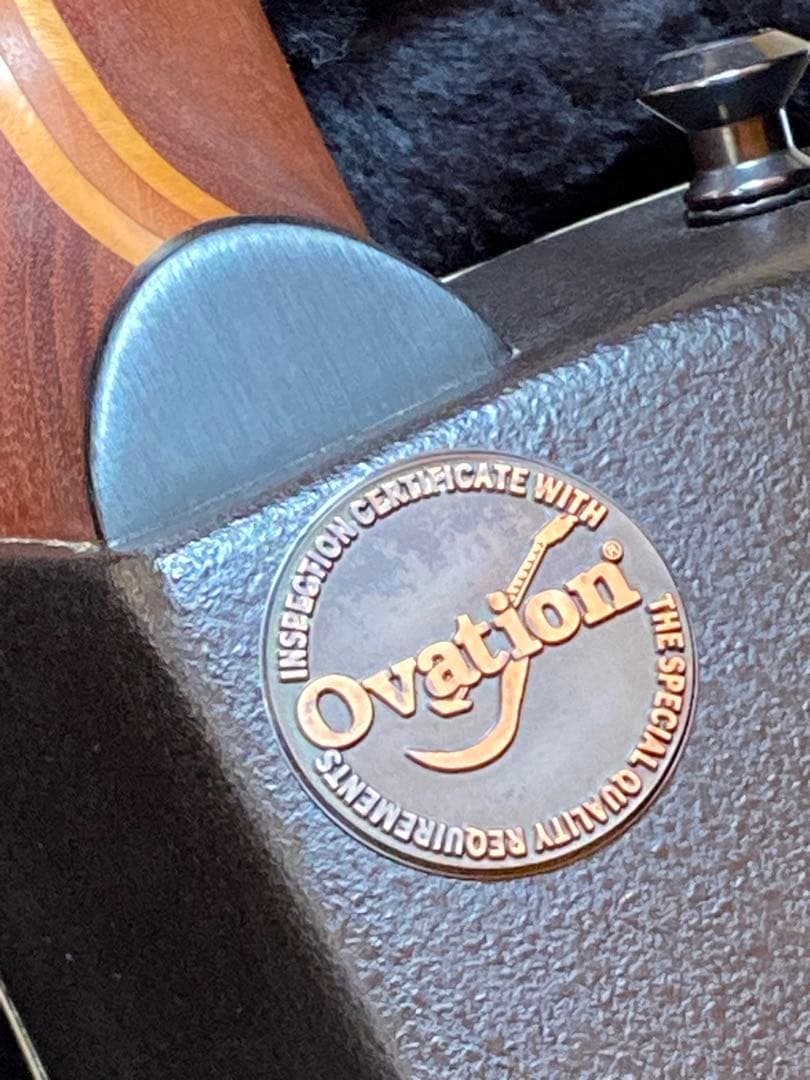 INSPECTION CERTIFICATE WITH
THE SPECIAL QUALITY REQUIREMENTS
Ovation®